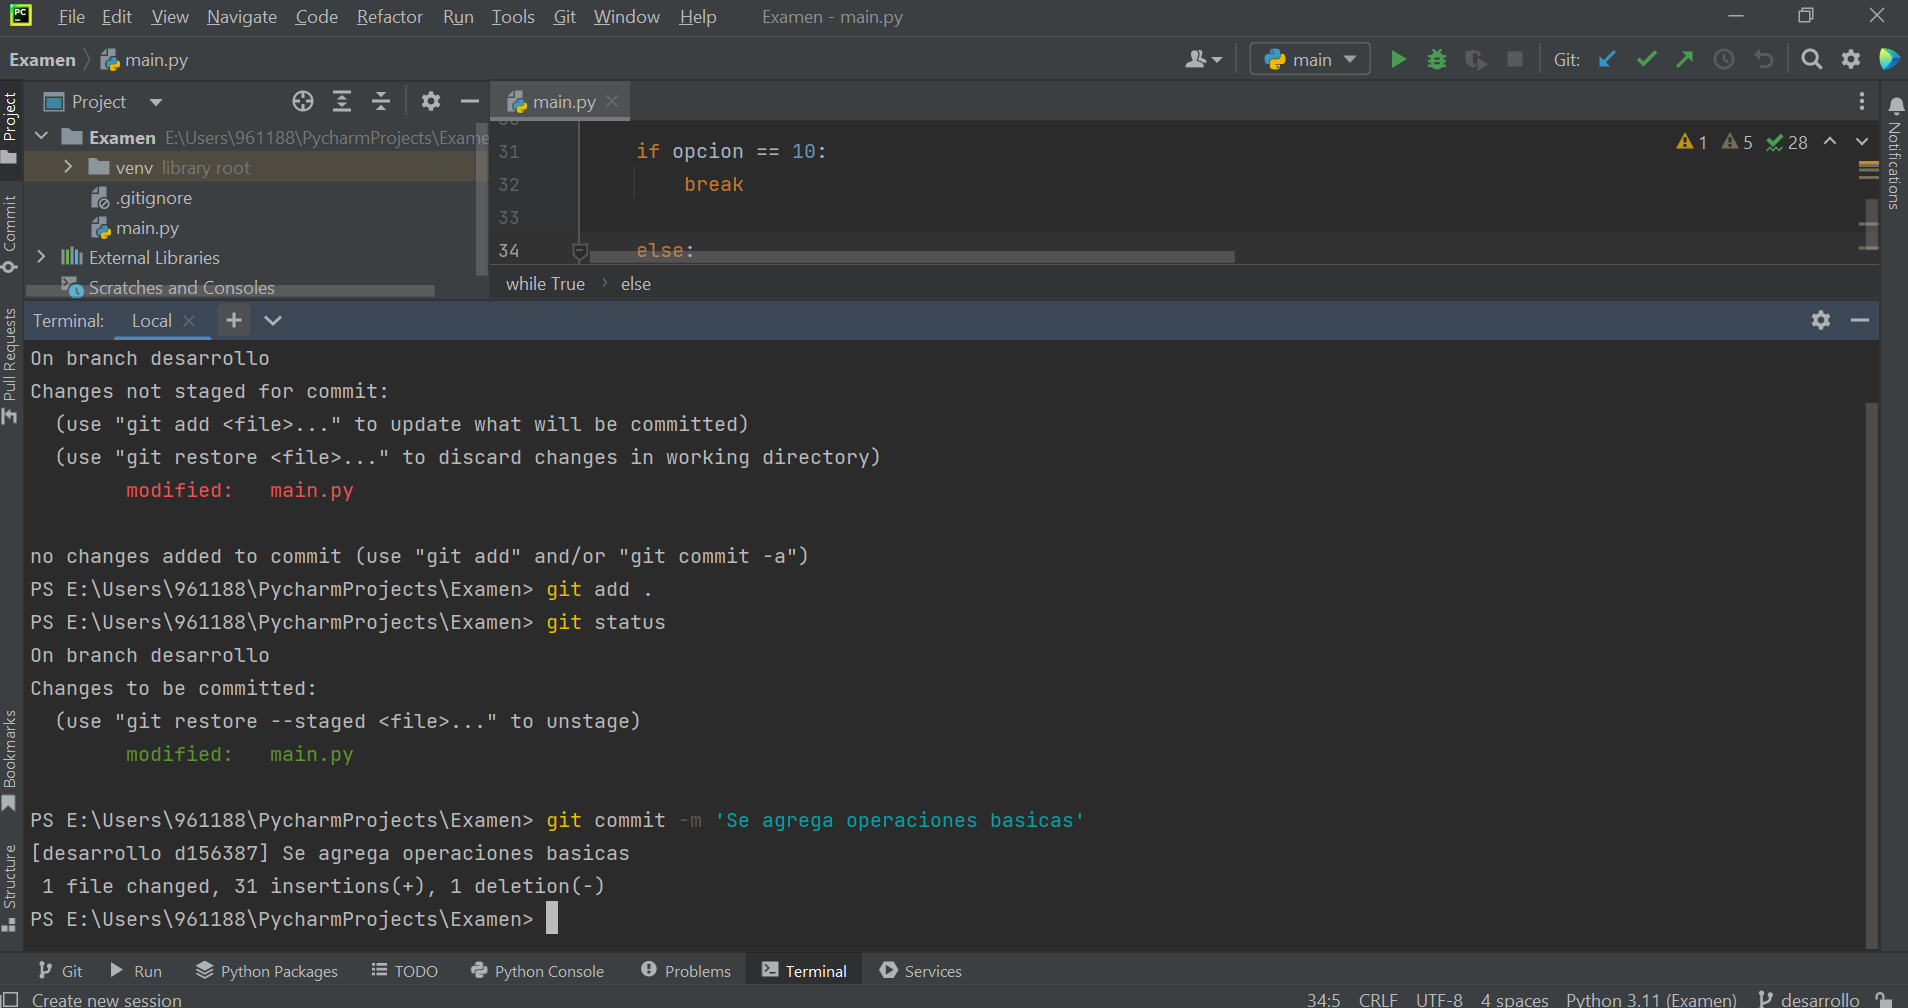 PC File Edit View Navigate Code Refactor Run Tools Git Window Help Examen - main.py
Examen main.py main Git:
Project main.py
Examen E:\Users\961188\PycharmProjects\Exame
venv library root
.gitignore
main.py
External Libraries
Scratches and Consoles
31 if opcion == 10:
32 break
33
34 else:
1 5 28
while True else
Project
Commit
Pull Requests
Bookmarks
Structure
Notifications
Terminal: Local
On branch desarrollo
Changes not staged for commit:
(use "git add <file>..." to update what will be committed)
(use "git restore <file>..." to discard changes in working directory)
modified: main.py
no changes added to commit (use "git add" and/or "git commit -a")
PS E:\Users\961188\PycharmProjects\Examen> git add .
PS E:\Users\961188\PycharmProjects\Examen> git status
On branch desarrollo
Changes to be committed:
(use "git restore --staged <file>..." to unstage)
modified: main.py
PS E:\Users\961188\PycharmProjects\Examen> git commit -m 'Se agrega operaciones basicas'
[desarrollo d156387] Se agrega operaciones basicas
1 file changed, 31 insertions(+), 1 deletion(-)
PS E:\Users\961188\PycharmProjects\Examen>
Git Run Python Packages TODO Python Console Problems Terminal Services
Create new session 34:5 CRLF UTF-8 4 spaces Python 3.11 (Examen) desarrollo